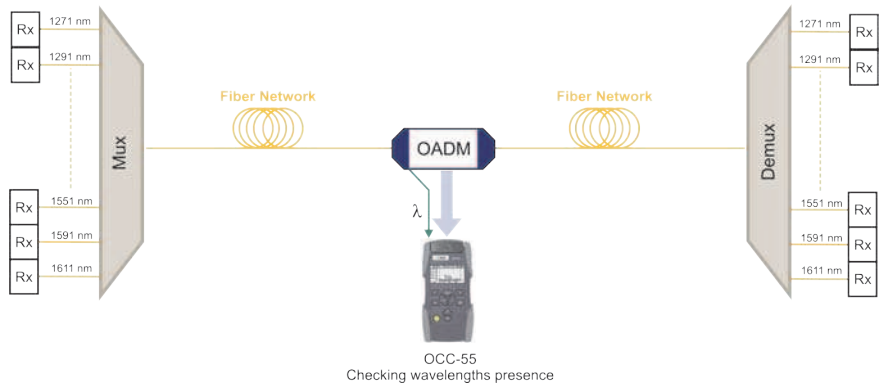 Rx
1271 nm
Rx
1291 nm
Mux
Rx
1551 nm
Rx
1591 nm
Rx
1611 nm
Fiber Network
OADM
Fiber Network
λ
OCC-55
Checking wavelengths presence
Demux
1271 nm
Rx
1291 nm
Rx
1551 nm
Rx
1591 nm
Rx
1611 nm
Rx